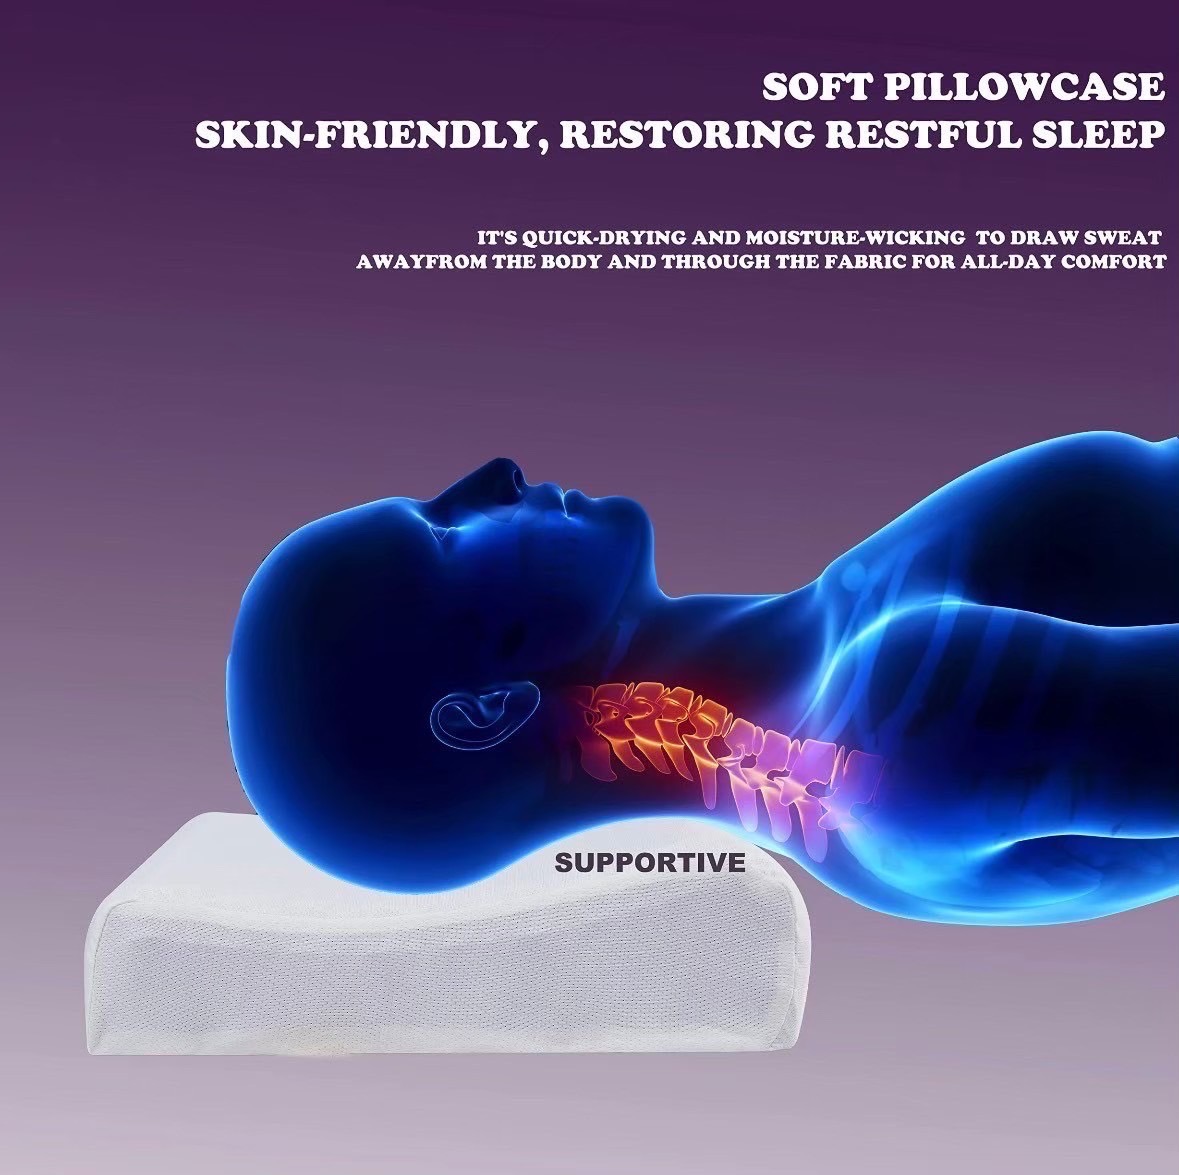 SOFT PILLOWCASE
SKIN-FRIENDLY, RESTORING RESTFUL SLEEP
IT'S QUICK-DRYING AND MOISTURE-WICKING  TO DRAW SWEAT
AWAYFROM THE BODY AND THROUGH THE FABRIC FOR ALL-DAY COMFORT
SUPPORTIVE